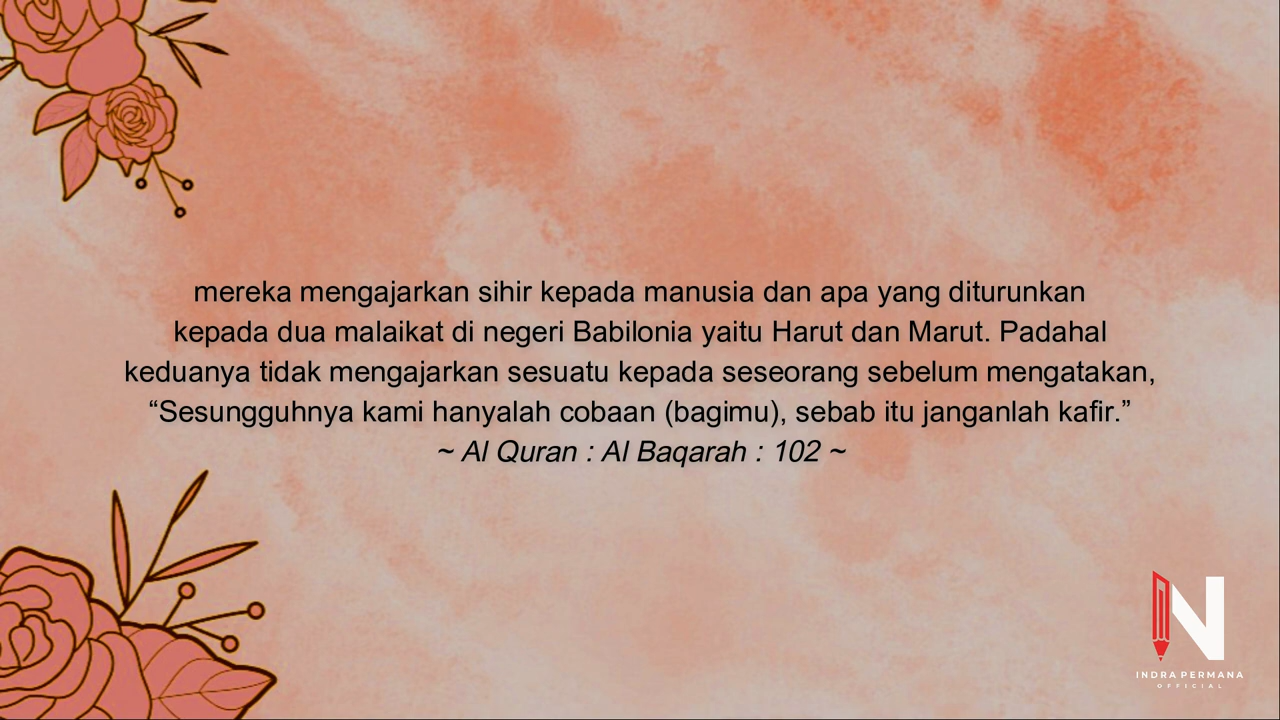 mereka mengajarkan sihir kepada manusia dan apa yang diturunkan
kepada dua malaikat di negeri Babilonia yaitu Harut dan Marut. Padahal
keduanya tidak mengajarkan sesuatu kepada seseorang sebelum mengatakan,
“Sesungguhnya kami hanyalah cobaan (bagimu), sebab itu janganlah kafir.”
~ Al Quran : Al Baqarah : 102 ~
N
INDRA PERMANA
OFFICIAL